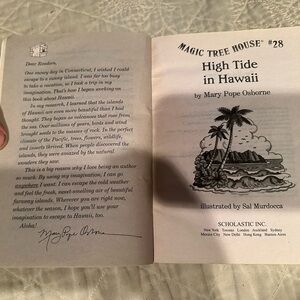 Dear Readers,
One snowy day in Connecticut, I wished I could
escape to a sunny island. I was far too busy
to take a vacation, so I took a trip in my
imagination. That's how I began working on
this book about Hawaii.
In my research, I learned that the islands
of Hawaii are even more beautiful than I could
have imagined. They began as volcanoes that rose from
the sea. Over millions of years, birds and wind
brought seeds to the masses of rock. In the perfect
climate of the Pacific, trees, flowers, wildlife,
and insects thrived. When people discovered the
islands, they were amazed by the beauty of the natural
world.
This is a big reason why I love being an author
so much. By using my imagination, I can go
anywhere I want. I can escape the cold weather
and feel the fresh, sweet-smelling air of beautiful
faraway islands. Wherever you are right now,
whatever the season, I hope you'll use your
imagination to escape to Hawaii, too.
Aloha!
Mary Pope Osborne
MAGIC TREE HOUSE® #28
High Tide
in Hawaii
by Mary Pope Osborne
illustrated by Sal Murdocca
SCHOLASTIC INC.
New York Toronto London Auckland Sydney
Mexico City New Delhi Hong Kong Buenos Aires